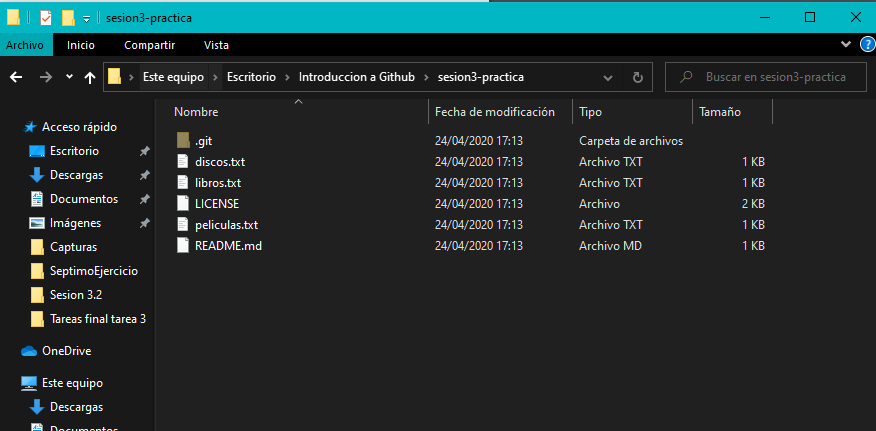 sesion3-practica
Archivo Inicio Compartir Vista
Este equipo Escritorio Introduccion a Github sesion3-practica Buscar en sesion3-practica
Nombre Fecha de modificación Tipo Tamaño
Acceso rápido
Escritorio
Descargas
Documentos
Imágenes
Capturas
SeptimoEjercicio
Sesion 3.2
Tareas final tarea 3
OneDrive
Este equipo
Descargas
Documentos
.git 24/04/2020 17:13 Carpeta de archivos
discos.txt 24/04/2020 17:13 Archivo TXT 1 KB
libros.txt 24/04/2020 17:13 Archivo TXT 1 KB
LICENSE 24/04/2020 17:13 Archivo 2 KB
peliculas.txt 24/04/2020 17:13 Archivo TXT 1 KB
README.md 24/04/2020 17:13 Archivo MD 1 KB